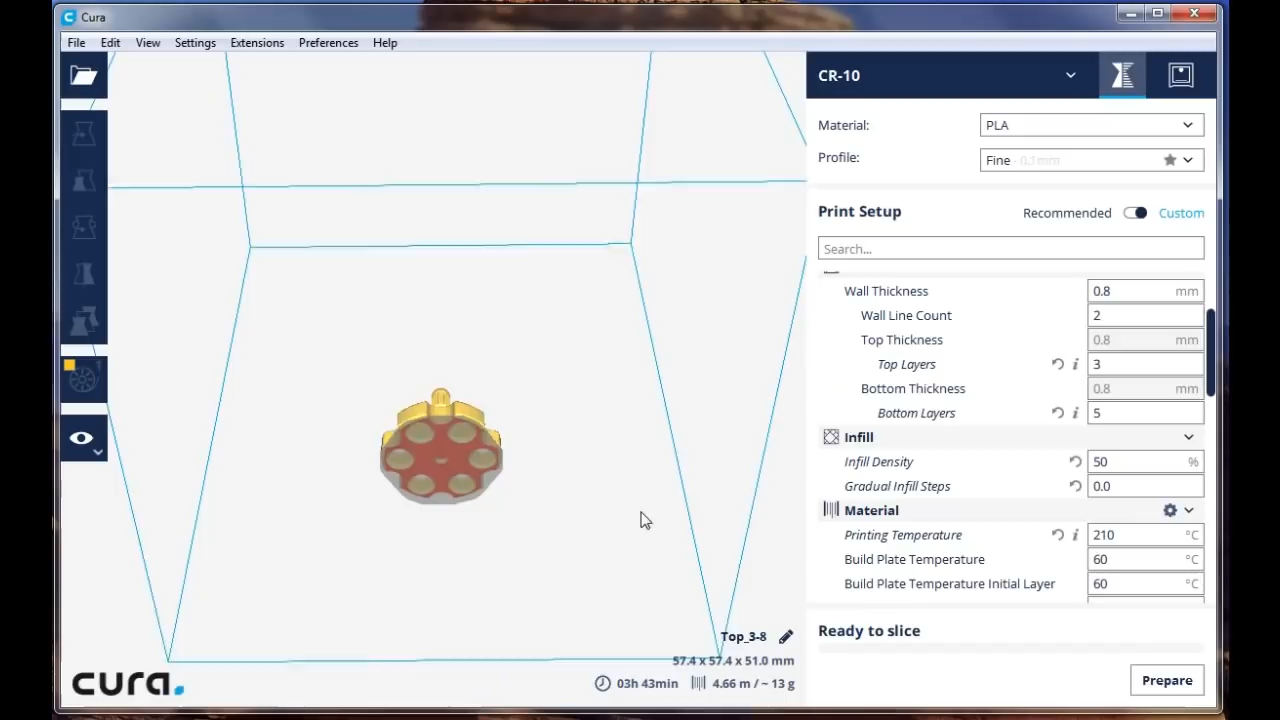 Cura
File Edit View Settings Extensions Preferences Help
CR-10
Material: PLA
Profile: Fine - 0.1mm
Print Setup Recommended Custom
Search...
Wall Thickness 0.8 mm
Wall Line Count 2
Top Thickness 0.8 mm
Top Layers 3
Bottom Thickness 0.8 mm
Bottom Layers 5
Infill
Infill Density 50 %
Gradual Infill Steps 0.0
Material
Printing Temperature 210 °C
Build Plate Temperature 60 °C
Build Plate Temperature Initial Layer 60 °C
Ready to slice
Prepare
Top_3-8
57.4 x 57.4 x 51.0 mm
03h 43min 4.66 m / ~ 13 g
cura.